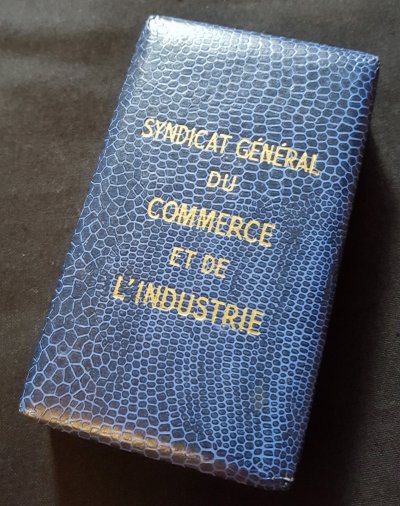 SYNDICAT GÉNÉRAL
DU
COMMERCE
ET DE
L'INDUSTRIE